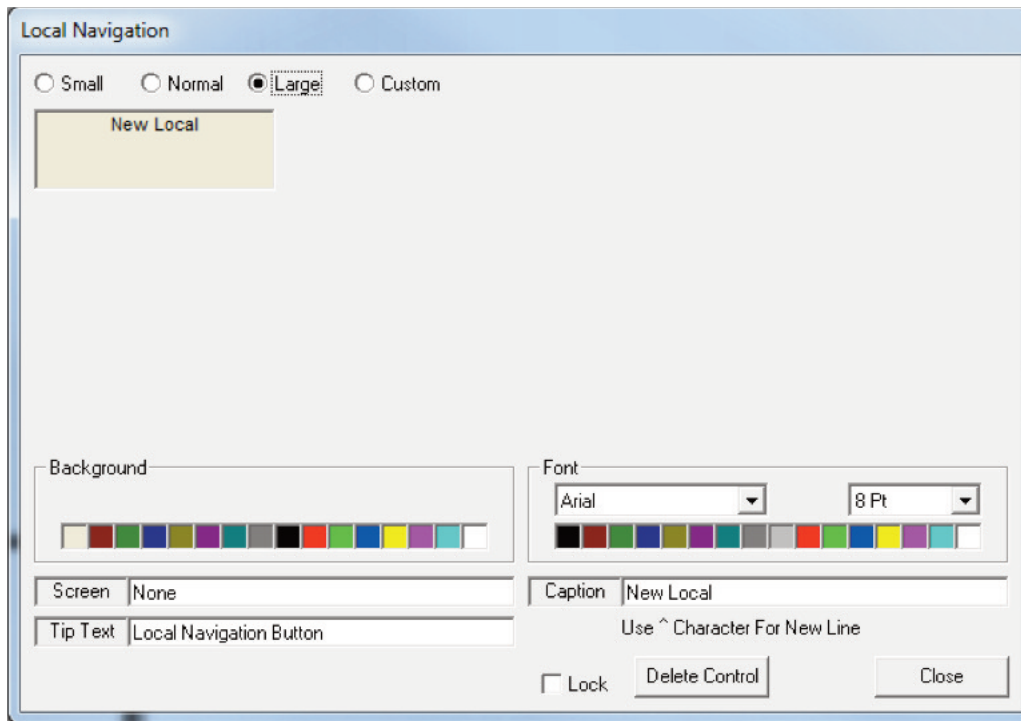 Local Navigation
Small Normal Large Custom
New Local
Background
Font
Arial 8 Pt
Screen None
Caption New Local
Tip Text Local Navigation Button
Use ^ Character For New Line
Lock Delete Control Close